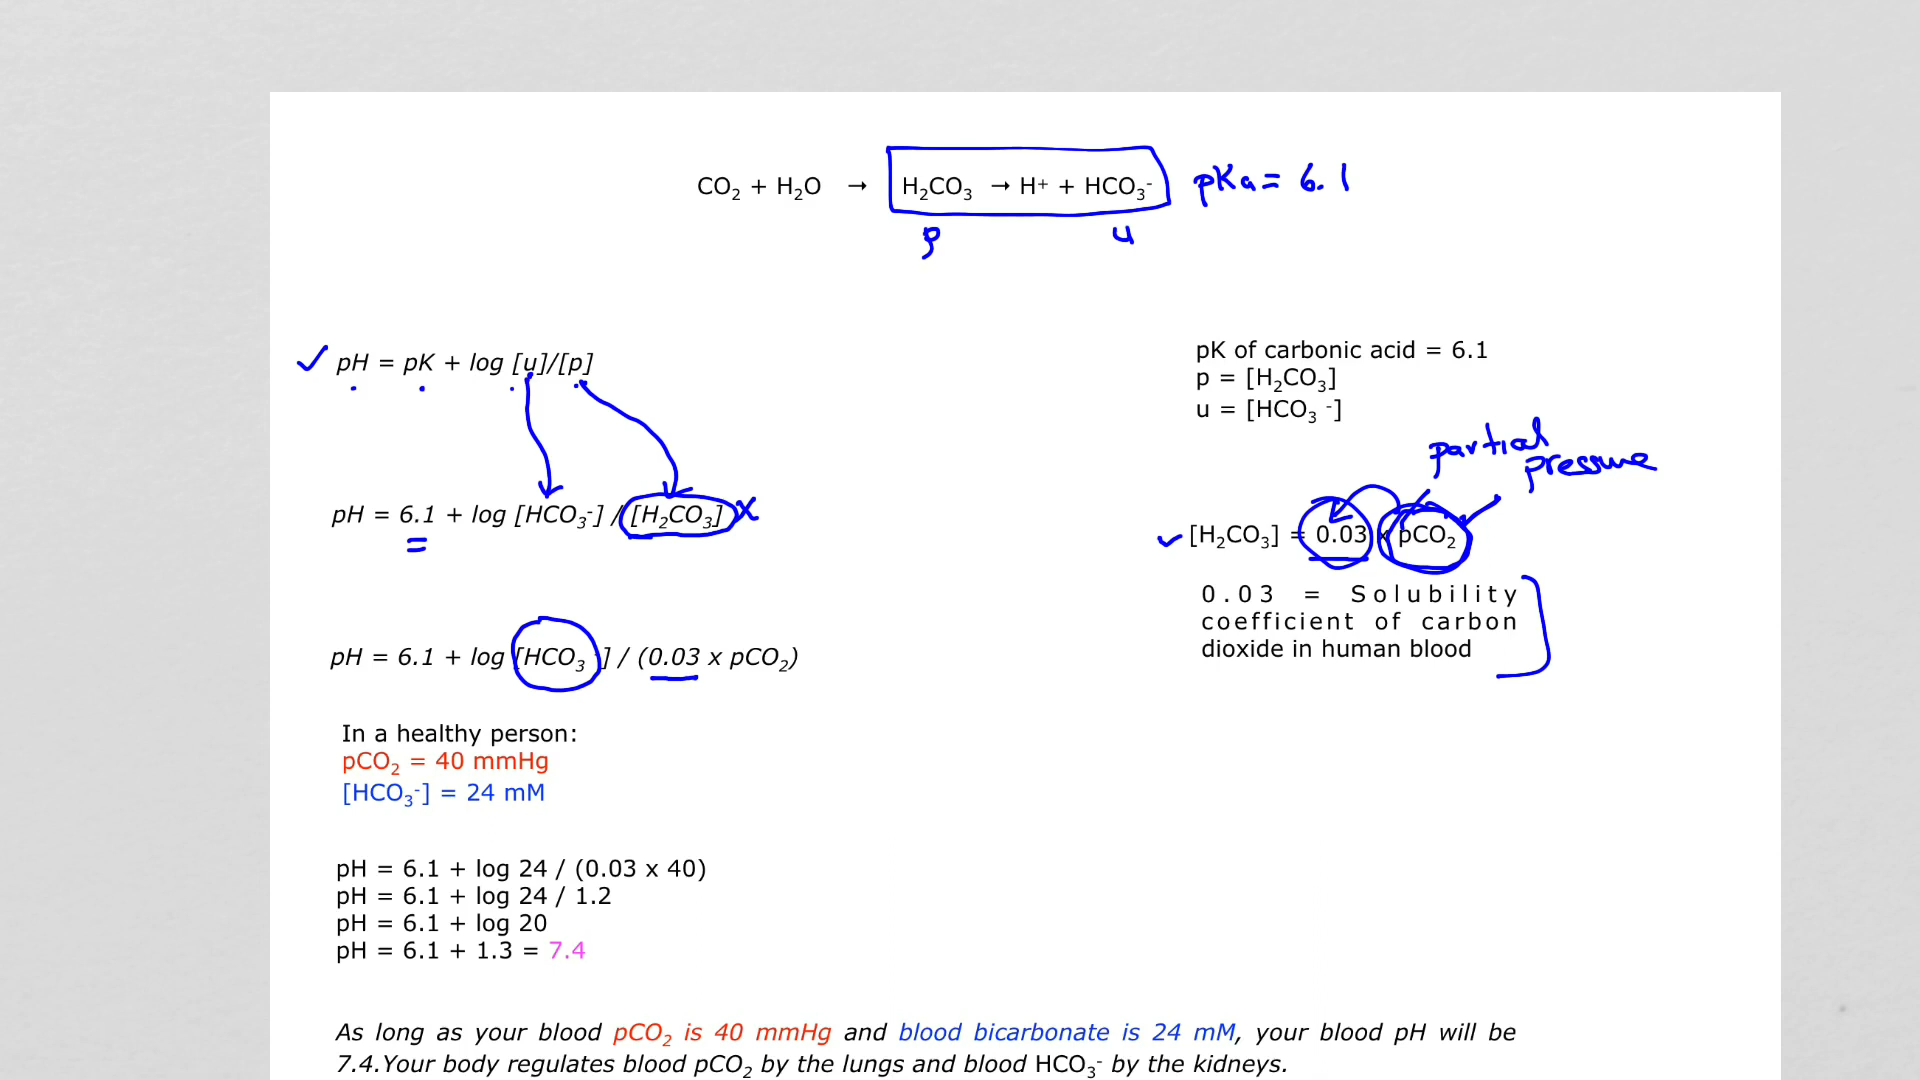 CO₂ + H₂O → H₂CO₃ → H⁺ + HCO₃⁻ pKa = 6.1
p u
pH = pK + log [u]/[p]
pK of carbonic acid = 6.1
p = [H₂CO₃]
u = [HCO₃ ⁻]
partial
pressure
pH = 6.1 + log [HCO₃⁻] / [H₂CO₃] x
[H₂CO₃] = 0.03 x pCO₂
0.03 = Solubility
coefficient of carbon
dioxide in human blood
pH = 6.1 + log [HCO₃ ] / (0.03 x pCO₂)
In a healthy person:
pCO₂ = 40 mmHg
[HCO₃⁻] = 24 mM
pH = 6.1 + log 24 / (0.03 x 40)
pH = 6.1 + log 24 / 1.2
pH = 6.1 + log 20
pH = 6.1 + 1.3 = 7.4
As long as your blood pCO₂ is 40 mmHg and blood bicarbonate is 24 mM, your blood pH will be
7.4.Your body regulates blood pCO₂ by the lungs and blood HCO₃⁻ by the kidneys.